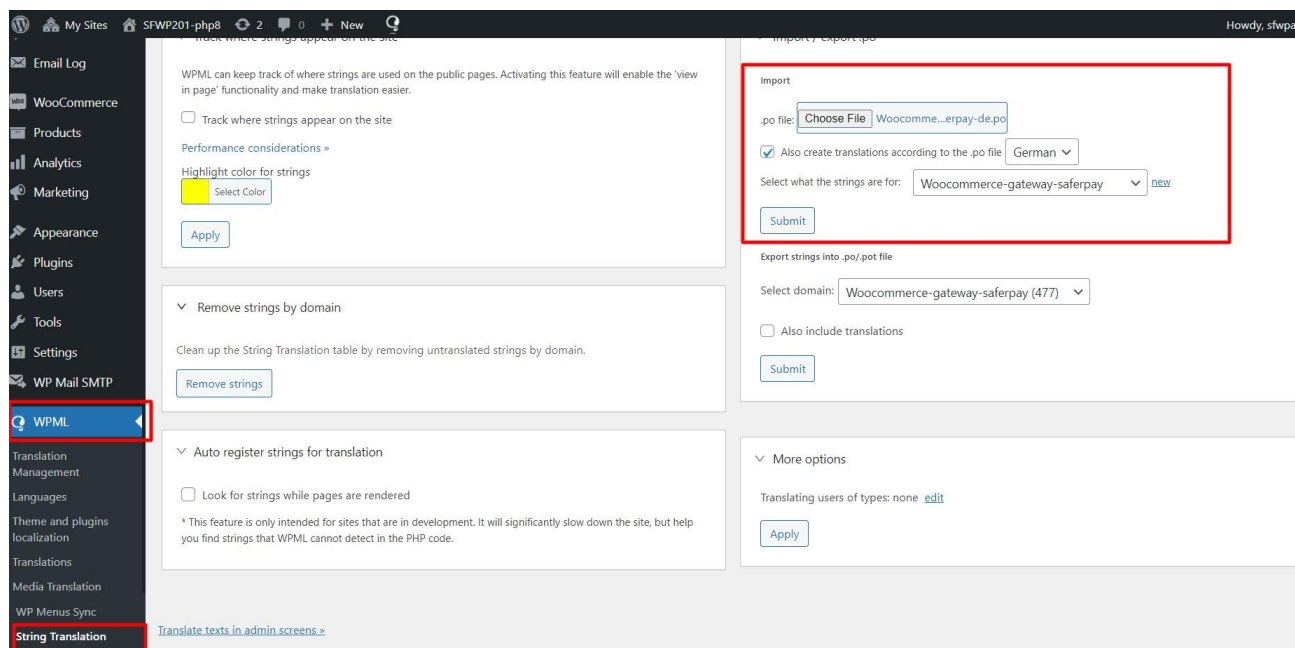 My Sites
SFWP201-php8
2
0
New
Howdy, sfwpa
Email Log
WooCommerce
Products
Analytics
Marketing
Appearance
Plugins
Users
Tools
Settings
WP Mail SMTP
WPML
Translation
Management
Languages
Theme and plugins
localization
Translations
Media Translation
WP Menus Sync
String Translation
Track where strings appear on the site
WPML can keep track of where strings are used on the public pages. Activating this feature will enable the 'view
in page' functionality and make translation easier.
Track where strings appear on the site
Performance considerations »
Highlight color for strings
Select Color
Apply
Remove strings by domain
Clean up the String Translation table by removing untranslated strings by domain.
Remove strings
Auto register strings for translation
Look for strings while pages are rendered
* This feature is only intended for sites that are in development. It will significantly slow down the site, but help
you find strings that WPML cannot detect in the PHP code.
Translate texts in admin screens »
Import / export .po
Import
.po file: Choose File Woocomme...erpay-de.po
Also create translations according to the .po file German
Select what the strings are for: Woocommerce-gateway-saferpay new
Submit
Export strings into .po/.pot file
Select domain: Woocommerce-gateway-saferpay (477)
Also include translations
Submit
More options
Translating users of types: none edit
Apply